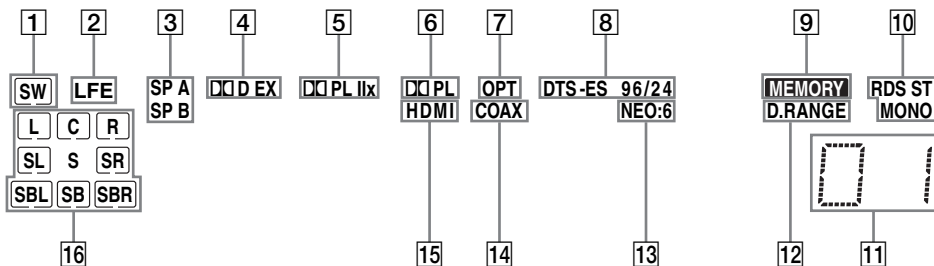 1 2 3 4 5 6 7 8 9 10
SW LFE SP A DD D EX DD PL IIx DD PL OPT DTS-ES 96/24 MEMORY RDS ST
SP B HDMI COAX NEO:6 D.RANGE MONO
L C R
SL S SR
SBL SB SBR
0 1
16 15 14 13 12 11